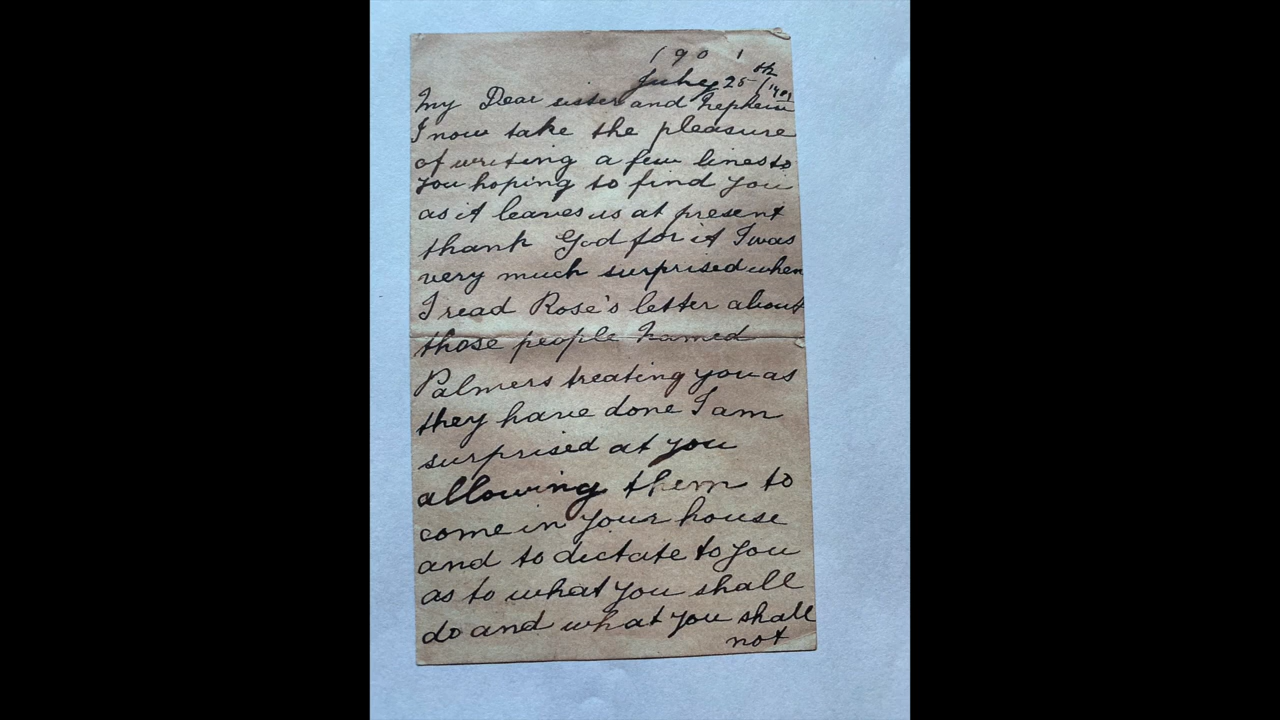 1901
July 25th /1901
My Dear sister and Nephew
I now take the pleasure
of writing a few lines to
you hoping to find you
as it leaves us at present
thank God for it I was
very much surprised when
I read Rose's letter about
those people Named
Palmers treating you as
they have done I am
surprised at you
allowing them to
come in your house
and to dictate to you
as to what you shall
do and what you shall
not